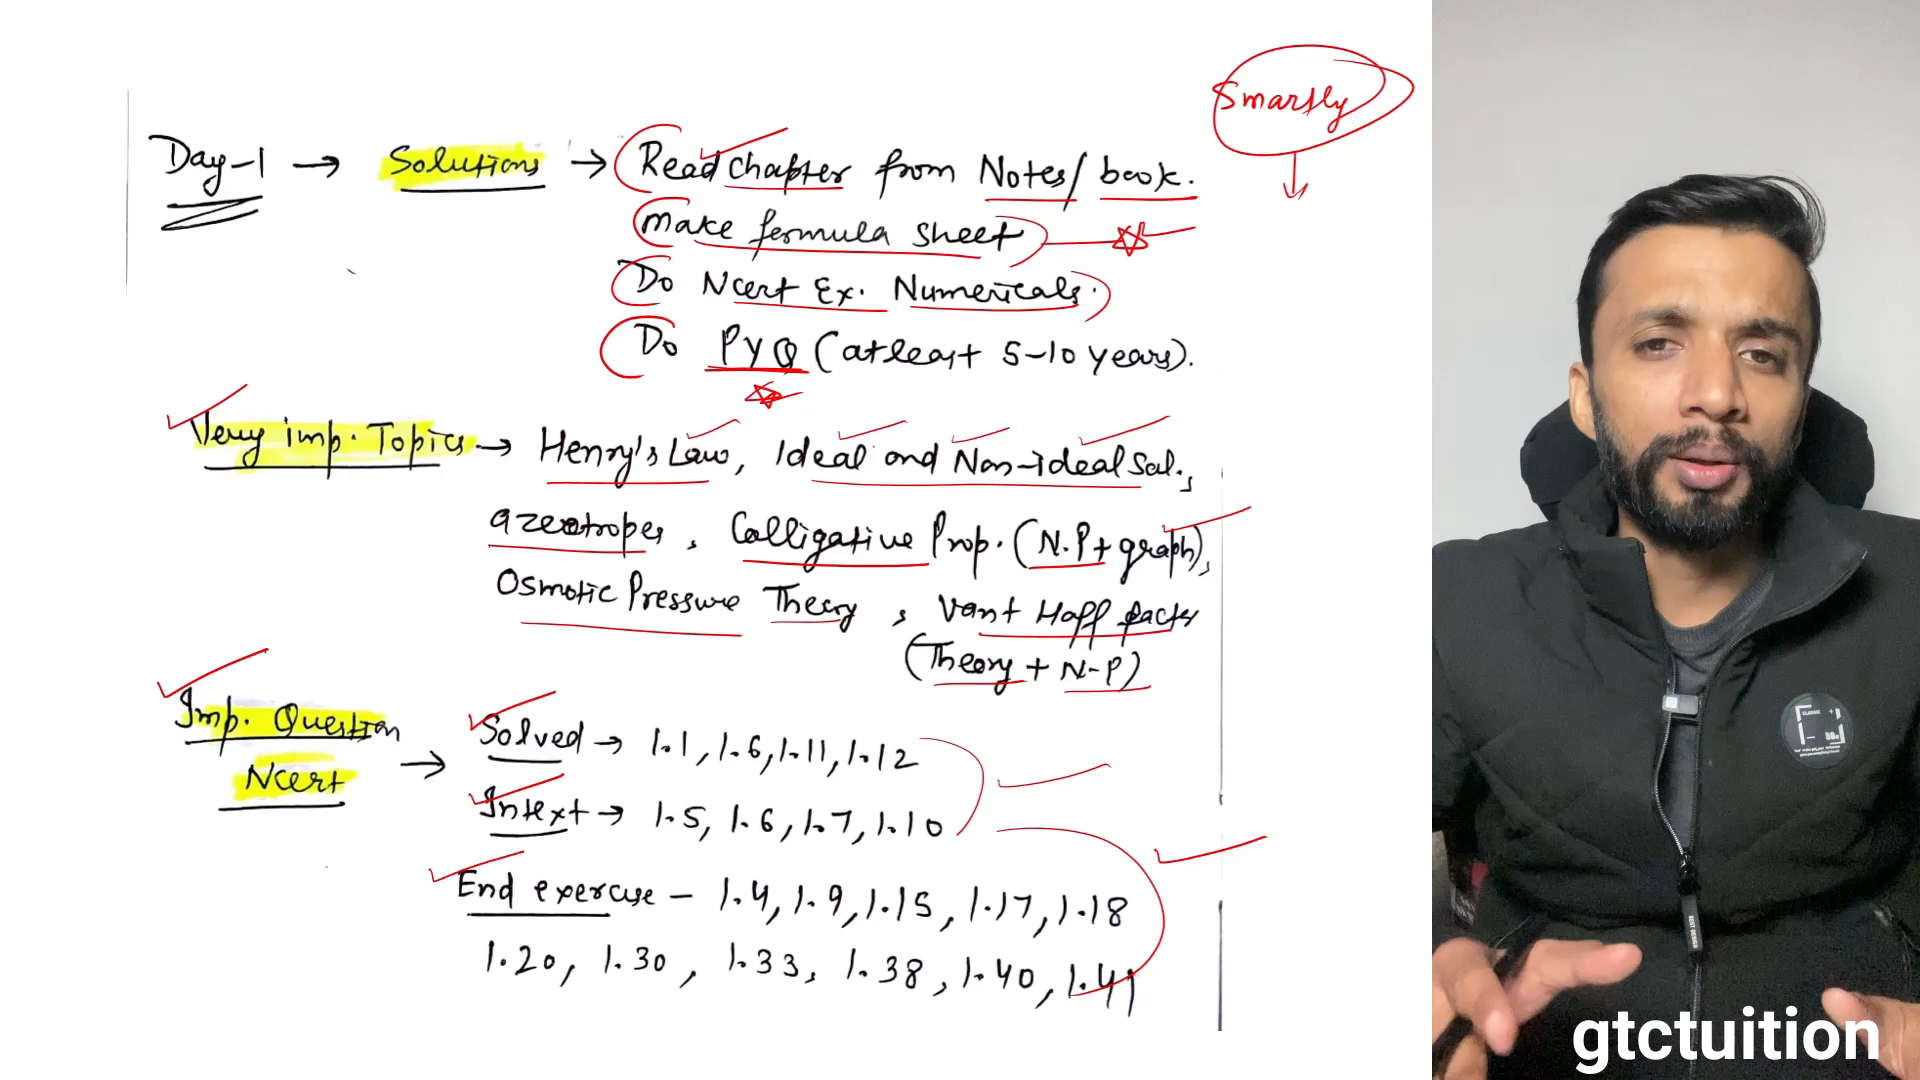 Smartly
Day-1 → Solutions → Read chapter from Notes/book.
Make formula sheet
Do Ncert Ex. Numericals.
Do PYQ (atleast 5-10 years).
Very imp. Topics → Henry's Law, Ideal and Non-ideal Sol.,
azeotropes, Colligative Prop. (N.P+ graph),
Osmotic Pressure Theory, Vant Hoff factor
(Theory + N-P)
Imp. Question
Ncert →
Solved → 1.1, 1.6, 1.11, 1.12
Intext → 1.5, 1.6, 1.7, 1.10
End exercise - 1.4, 1.9, 1.15, 1.17, 1.18
1.20, 1.30, 1.33, 1.38, 1.40, 1.41
CLASSIC
BEST DESIGN
gtctuition